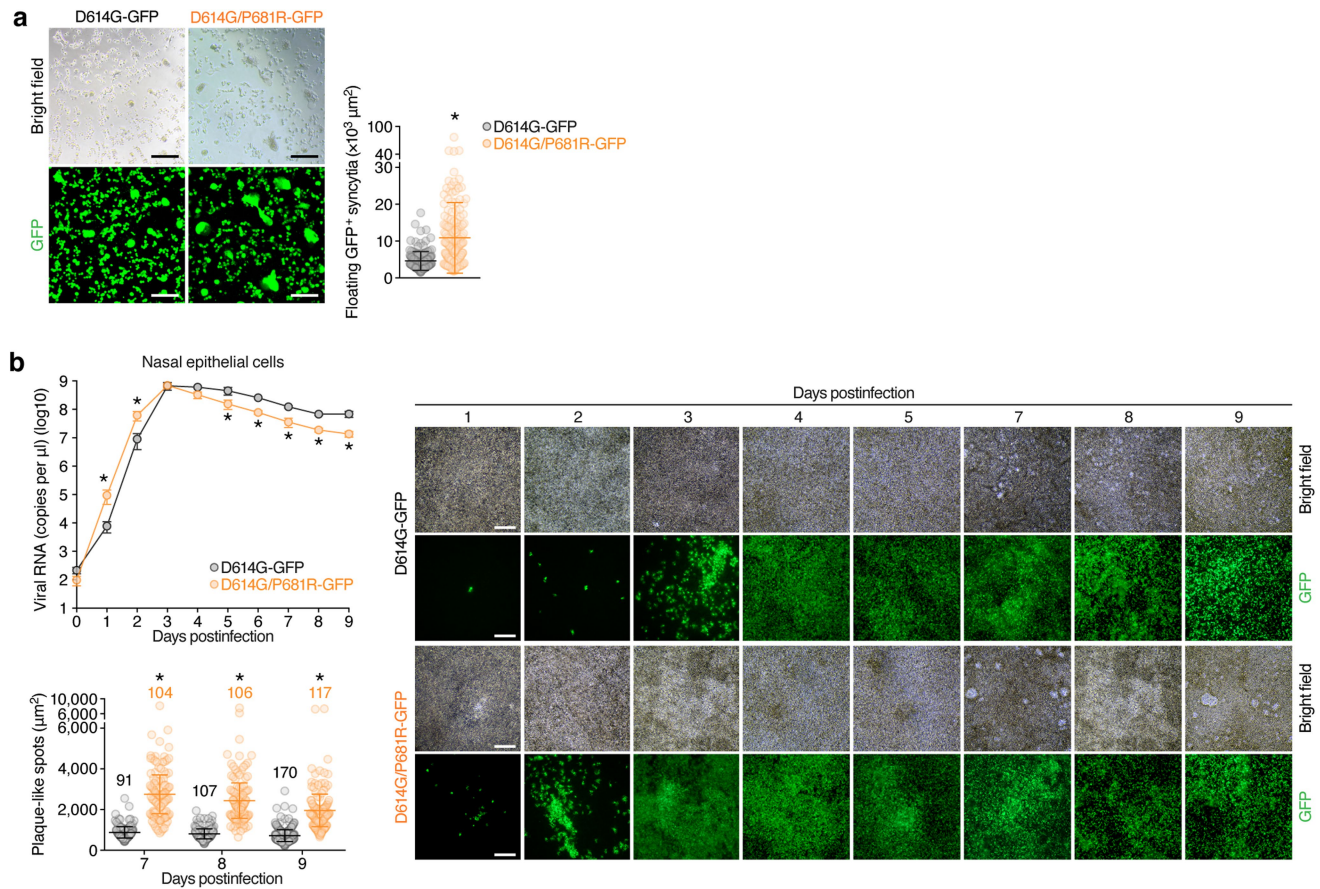 a
D614G-GFP
D614G/P681R-GFP
Bright field
GFP
Floating GFP⁺ syncytia (×10³ µm²)
100
40
30
20
10
0
*
D614G-GFP
D614G/P681R-GFP
b
Nasal epithelial cells
Viral RNA (copies per µl) (log10)
9
8
7
6
5
4
3
2
1
* * * * * * *
D614G-GFP
D614G/P681R-GFP
0 1 2 3 4 5 6 7 8 9
Days postinfection
Plaque-like spots (µm²)
* * *
104 106 117
10,000
6,000
6,000
4,000
2,000
0
91 107 170
7 8 9
Days postinfection
Days postinfection
1 2 3 4 5 7 8 9
D614G-GFP
Bright field
GFP
D614G/P681R-GFP
Bright field
GFP